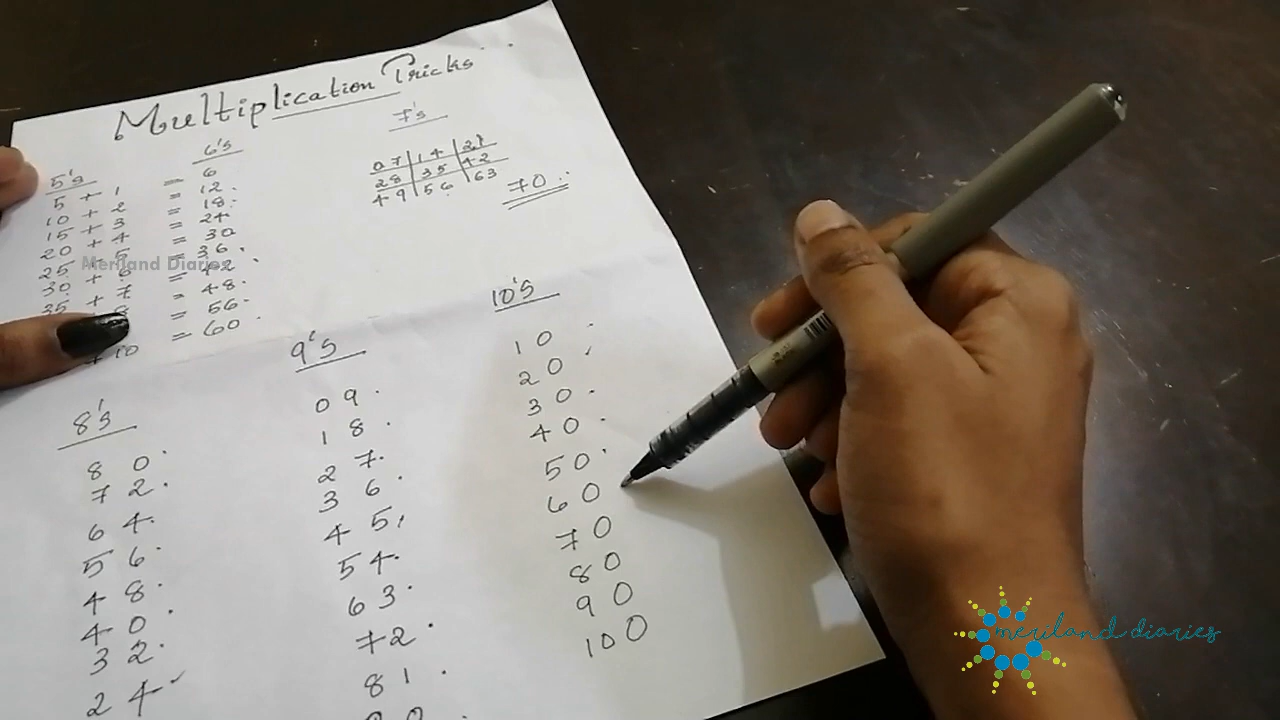 Multiplication Tricks...
5's
6's
5 + 1 = 6
10 + 2 = 12.
15 + 3 = 18.
20 + 4 = 24
25 + 5 = 30
30 + 6 = 36.
35 + 7 = 42.
= 48.
= 56.
+ 10 = 60.
7's
07 14 21
28 35 42
49 56 63
70..
8's
80.
72.
64.
56.
48.
40.
32.
24
9's
09.
18.
27.
36.
45,
54.
63.
72.
81.
90.
10's
10.
20.
30.
40.
50.
60
70
80
90
100
Meriland Diaries
meriland diaries